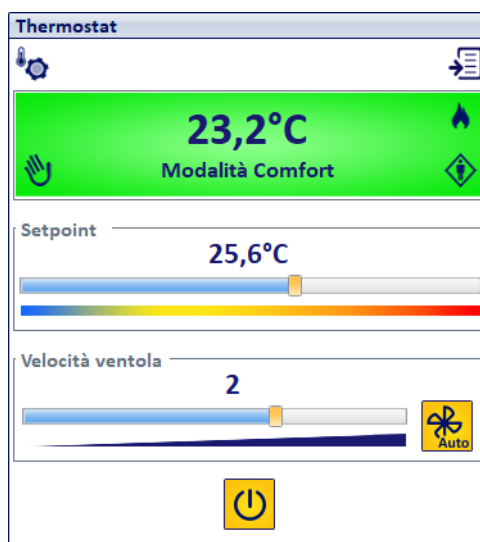 Thermostat
23,2°C
Modalità Comfort
Setpoint
25,6°C
Velocità ventola
2
Auto